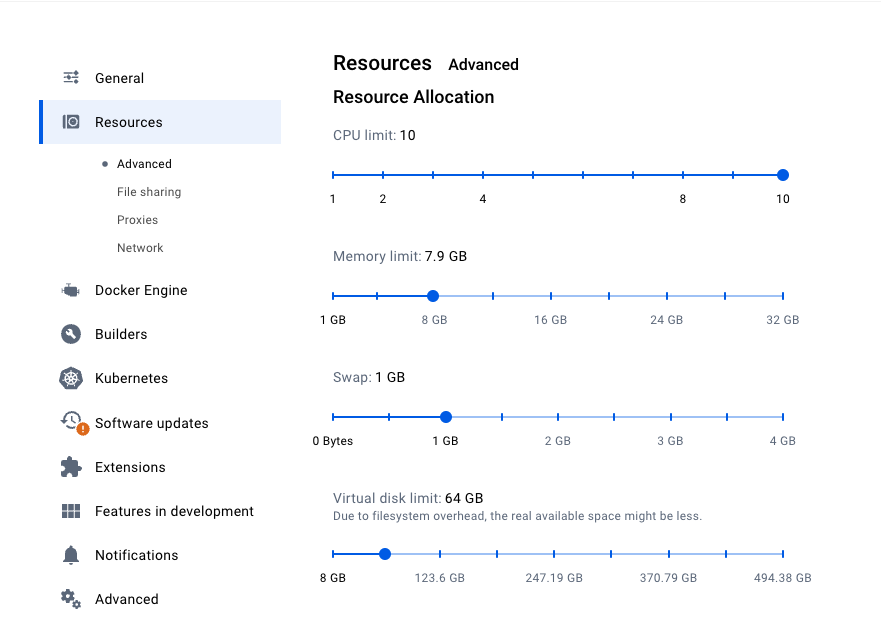 General
Resources
Advanced
File sharing
Proxies
Network
Docker Engine
Builders
Kubernetes
Software updates
Extensions
Features in development
Notifications
Advanced
Resources Advanced
Resource Allocation
CPU limit: 10
1 2 4 8 10
Memory limit: 7.9 GB
1 GB 8 GB 16 GB 24 GB 32 GB
Swap: 1 GB
0 Bytes 1 GB 2 GB 3 GB 4 GB
Virtual disk limit: 64 GB
Due to filesystem overhead, the real available space might be less.
8 GB 123.6 GB 247.19 GB 370.79 GB 494.38 GB